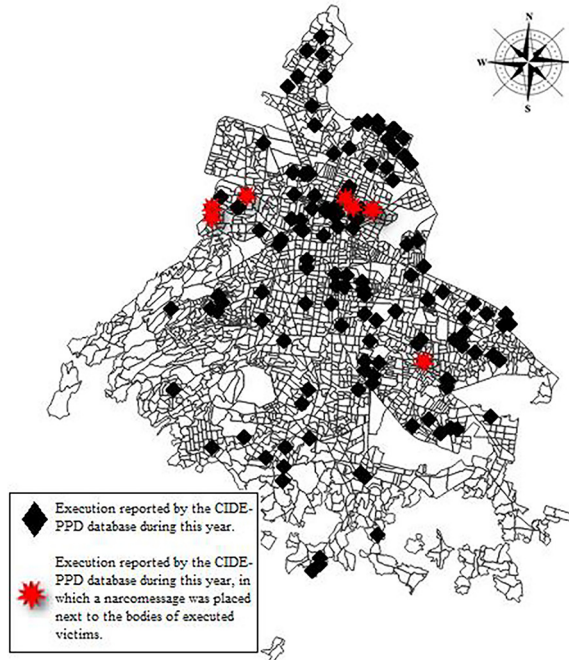 N
W
E
S
Execution reported by the CIDE-
PPD database during this year.
Execution reported by the CIDE-
PPD database during this year, in
which a narcomessage was placed
next to the bodies of executed
victims.